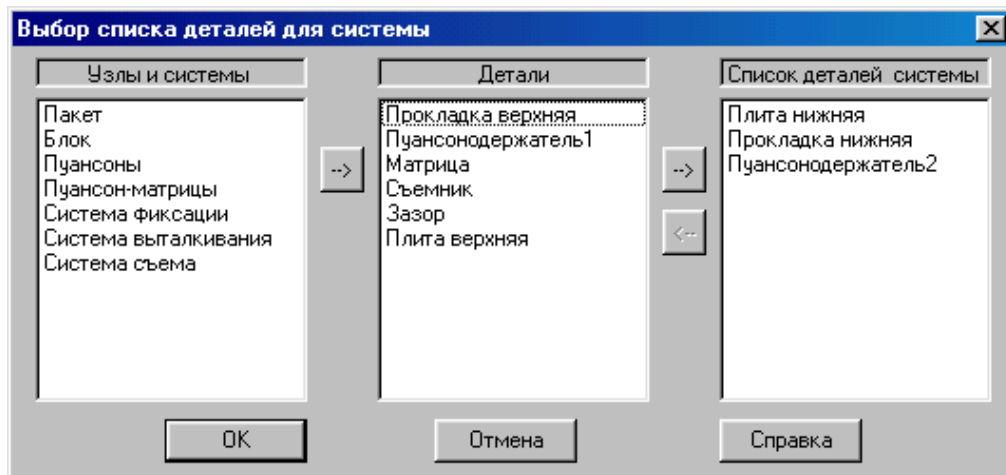 Выбор списка деталей для системы
Узлы и системы
Пакет
Блок
Пуансоны
Пуансон-матрицы
Система фиксации
Система выталкивания
Система съема
-->
Детали
Прокладка верхняя
Пуансонодержатель1
Матрица
Съемник
Зазор
Плита верхняя
-->
<--
Список деталей системы
Плита нижняя
Прокладка нижняя
Пуансонодержатель2
OK
Отмена
Справка